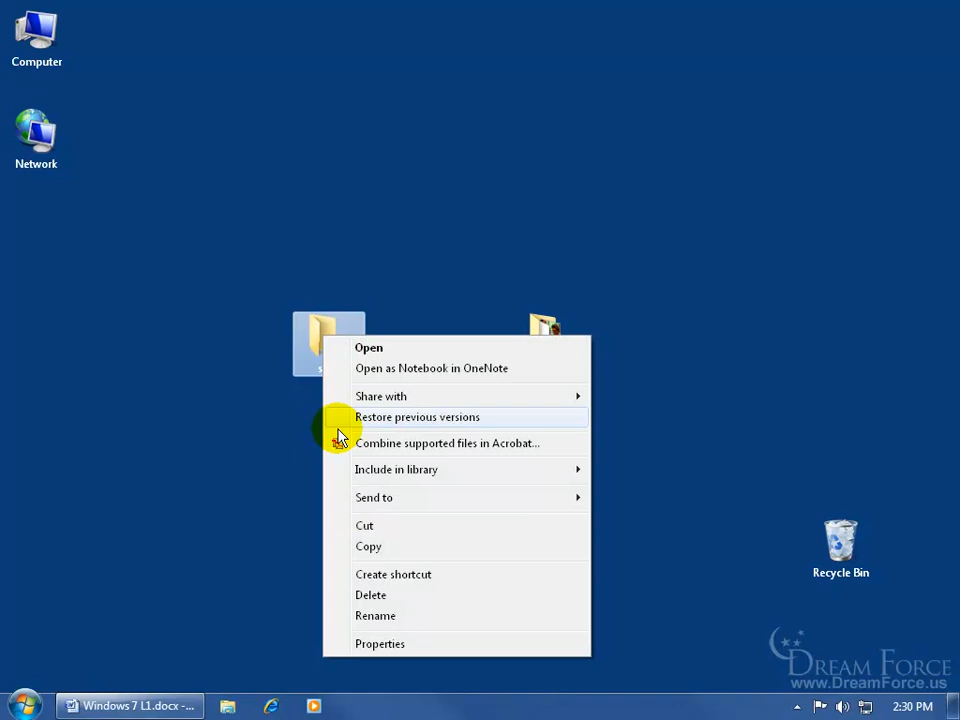 Computer
Network
s
Open
Open as Notebook in OneNote
Share with
Restore previous versions
Combine supported files in Acrobat...
Include in library
Send to
Cut
Copy
Create shortcut
Delete
Rename
Properties
Recycle Bin
DREAM FORCE
www.DreamForce.us
Windows 7 L1.docx -...
2:30 PM